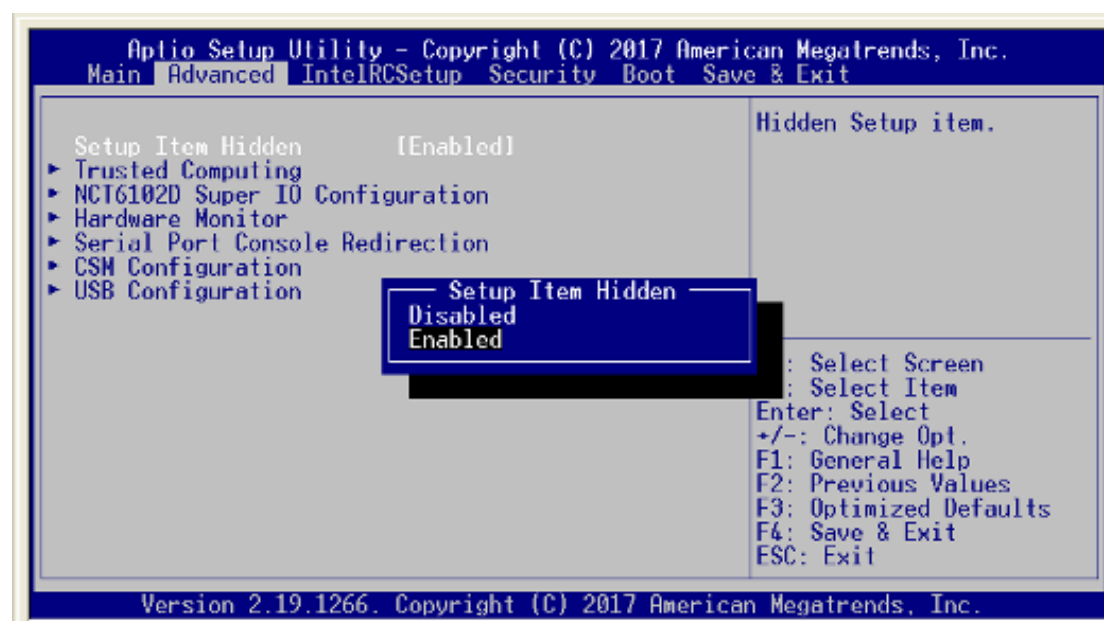 Aptio Setup Utility – Copyright (C) 2017 American Megatrends, Inc.
Main Advanced IntelRCSetup Security Boot Save & Exit
Hidden Setup item.
Setup Item Hidden [Enabled]
► Trusted Computing
► NCT6102D Super IO Configuration
► Hardware Monitor
► Serial Port Console Redirection
► CSM Configuration
► USB Configuration
Setup Item Hidden
Disabled
Enabled
: Select Screen
: Select Item
Enter: Select
+/-: Change Opt.
F1: General Help
F2: Previous Values
F3: Optimized Defaults
F4: Save & Exit
ESC: Exit
Version 2.19.1266. Copyright (C) 2017 American Megatrends, Inc.